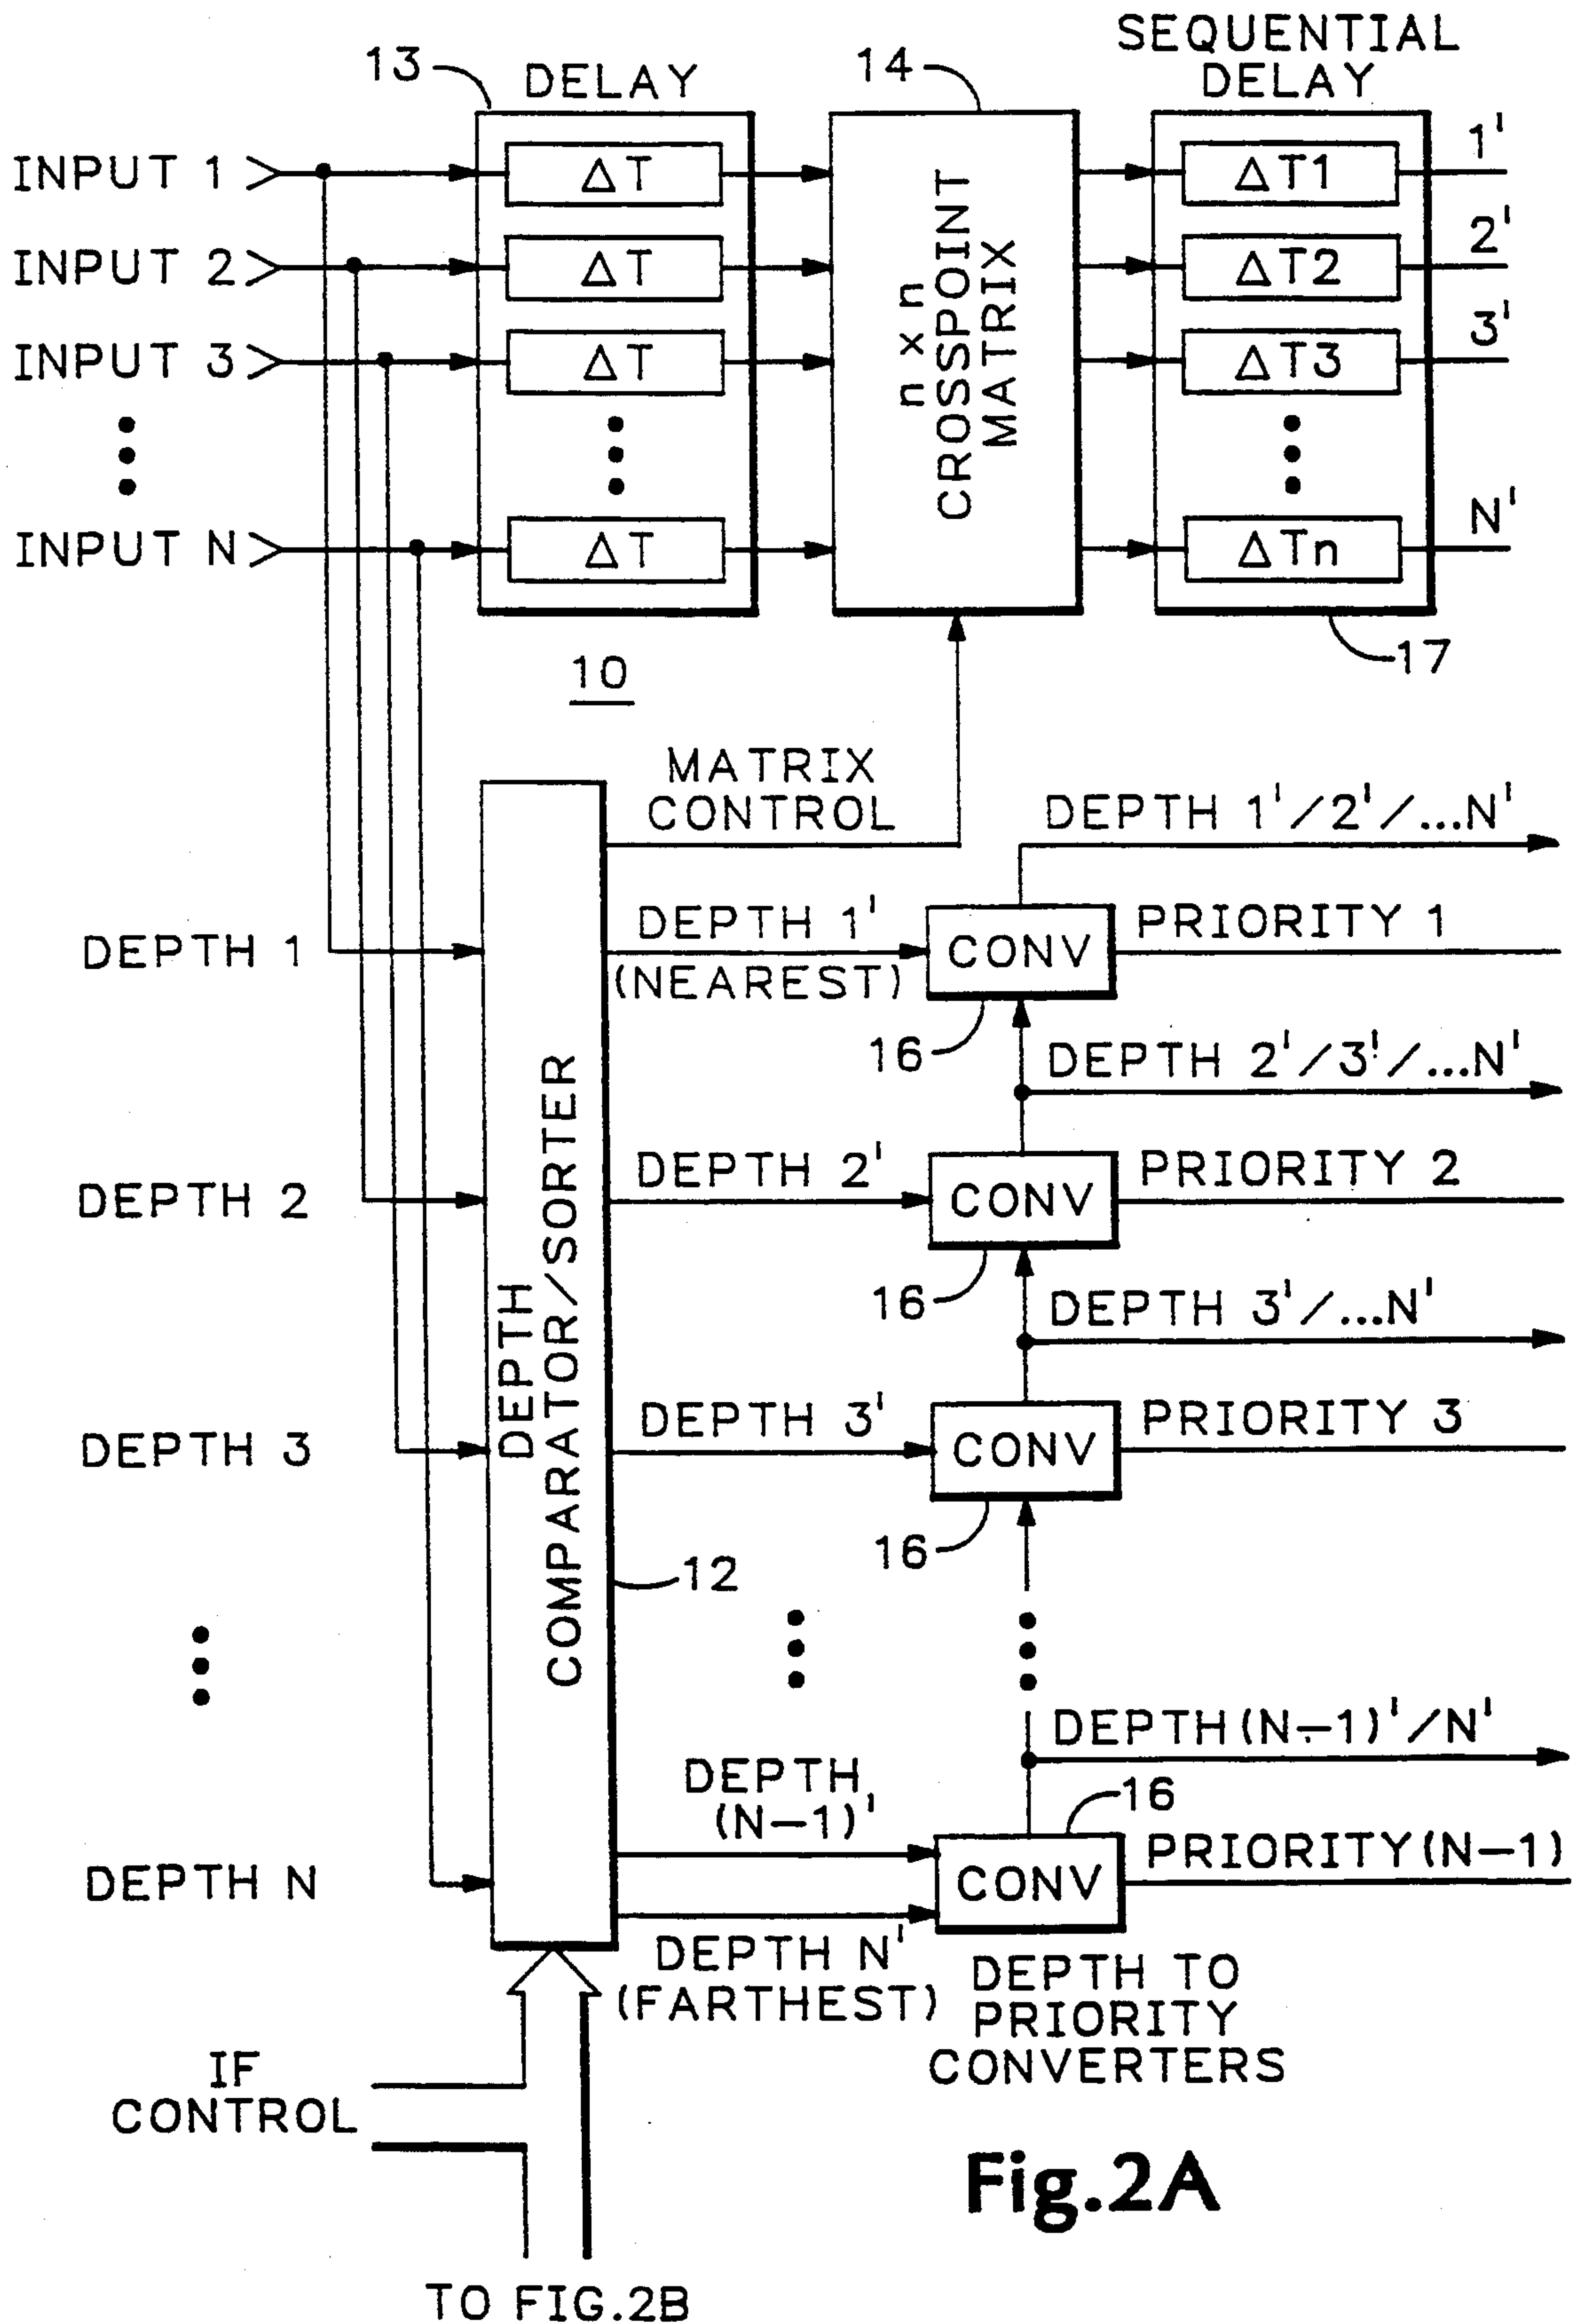 SEQUENTIAL
13
DELAY
14
DELAY
INPUT 1
ΔT
ΔT1
1'
INPUT 2
ΔT
ΔT2
2'
INPUT 3
ΔT
n x n
CROSSPOINT
MATRIX
ΔT3
3'
INPUT N
ΔT
ΔTn
N'
10
17
MATRIX
CONTROL
DEPTH 1'/2'/...N'
DEPTH 1
DEPTH 1'
(NEAREST)
CONV
PRIORITY 1
16
DEPTH 2'/3'/...N'
DEPTH
COMPARATOR/SORTER
DEPTH 2
DEPTH 2'
CONV
PRIORITY 2
16
DEPTH 3'/...N'
DEPTH 3
DEPTH 3'
CONV
PRIORITY 3
16
12
DEPTH(N-1)'/N'
DEPTH
(N-1)'
16
DEPTH N
CONV
PRIORITY(N-1)
DEPTH N'
(FARTHEST)
DEPTH TO
PRIORITY
CONVERTERS
IF
CONTROL
Fig.2A
TO FIG.2B